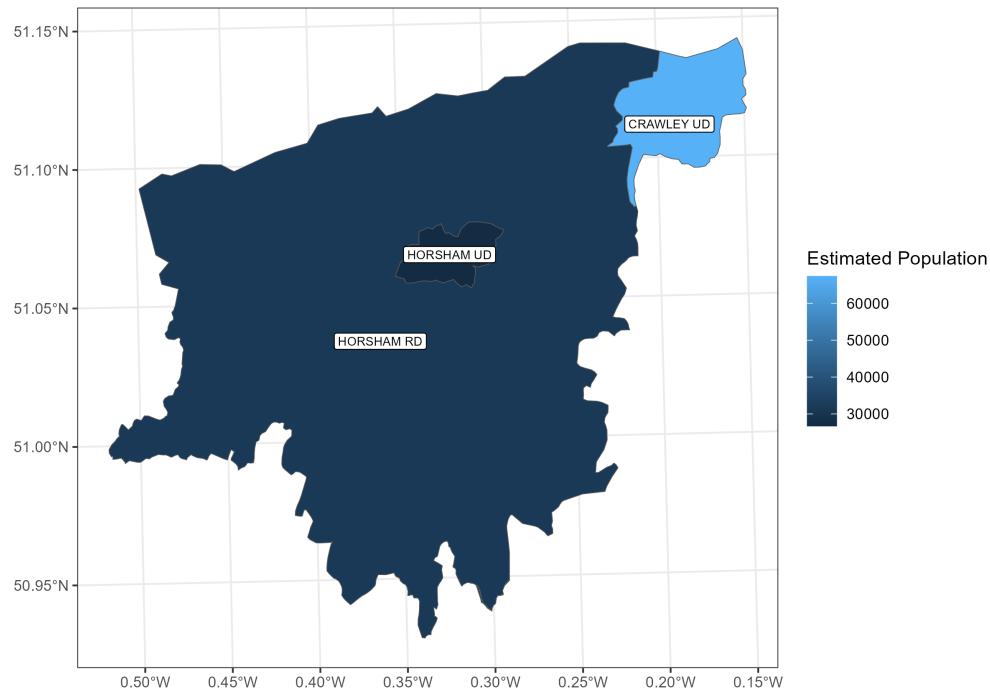 51.15°N
51.10°N
51.05°N
51.00°N
50.95°N
CRAWLEY UD
HORSHAM UD
HORSHAM RD
0.50°W 0.45°W 0.40°W 0.35°W 0.30°W 0.25°W 0.20°W 0.15°W
Estimated Population
60000
50000
40000
30000